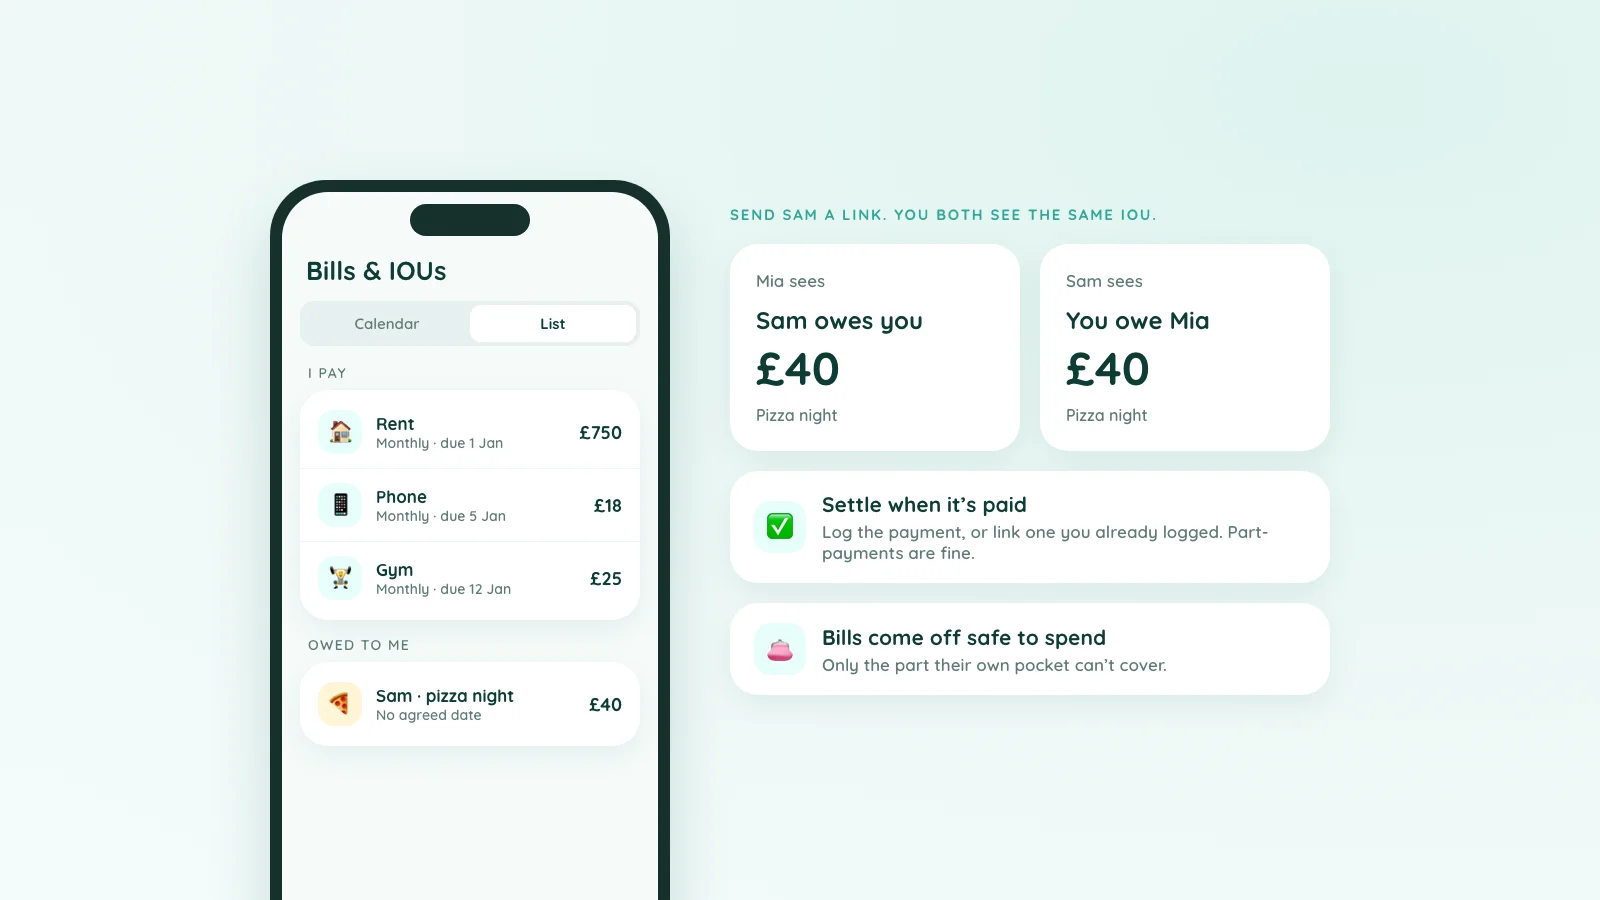 Bills & IOUs
Calendar
List
I PAY
Rent
Monthly · due 1 Jan
£750
Phone
Monthly · due 5 Jan
£18
Gym
Monthly · due 12 Jan
£25
OWED TO ME
Sam · pizza night
No agreed date
£40
SEND SAM A LINK. YOU BOTH SEE THE SAME IOU.
Mia sees
Sam owes you
£40
Pizza night
Sam sees
You owe Mia
£40
Pizza night
Settle when it’s paid
Log the payment, or link one you already logged. Part-
payments are fine.
Bills come off safe to spend
Only the part their own pocket can’t cover.